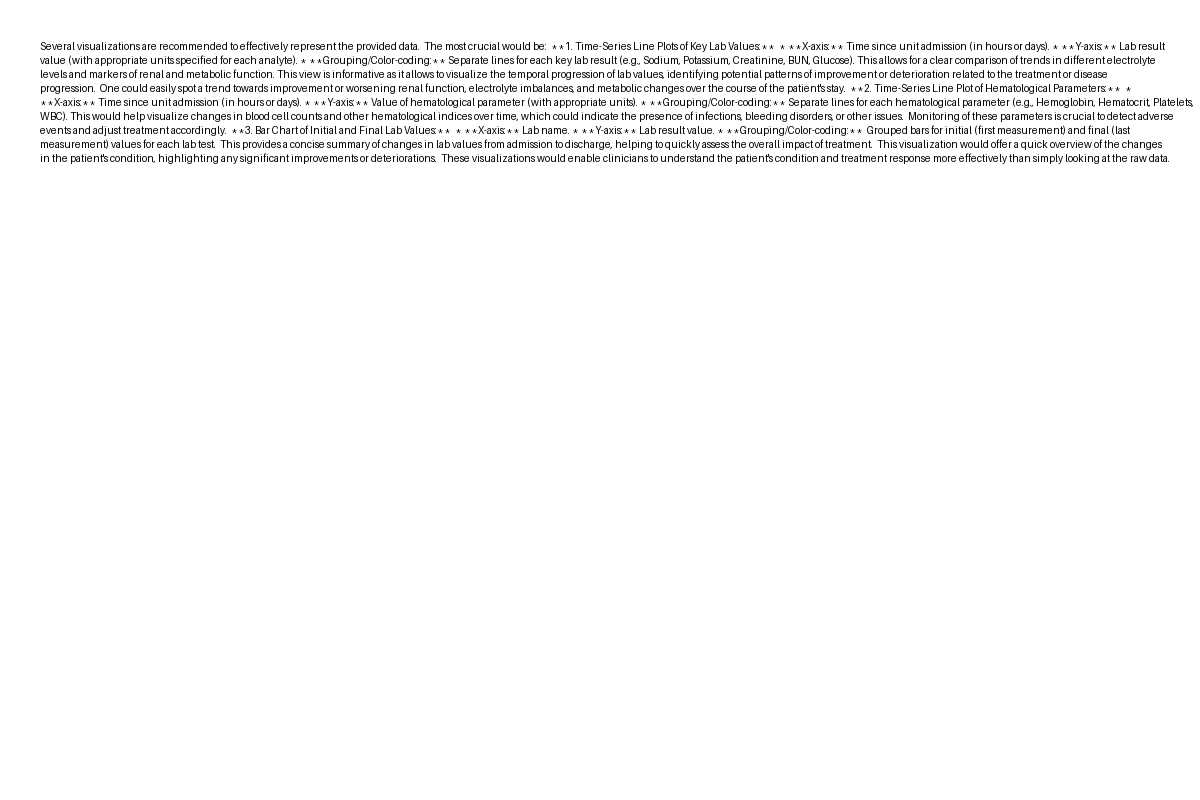 Several visualizations are recommended to effectively represent the provided data.  The most crucial would be:  **1. Time-Series Line Plots of Key Lab Values:**  * **X-axis:** Time since unit admission (in hours or days). * **Y-axis:** Lab result
value (with appropriate units specified for each analyte). * **Grouping/Color-coding:** Separate lines for each key lab result (e.g., Sodium, Potassium, Creatinine, BUN, Glucose). This allows for a clear comparison of trends in different electrolyte
levels and markers of renal and metabolic function. This view is informative as it allows to visualize the temporal progression of lab values, identifying potential patterns of improvement or deterioration related to the treatment or disease
progression.  One could easily spot a trend towards improvement or worsening renal function, electrolyte imbalances, and metabolic changes over the course of the patient's stay.  **2. Time-Series Line Plot of Hematological Parameters:**  *
**X-axis:** Time since unit admission (in hours or days). * **Y-axis:** Value of hematological parameter (with appropriate units). * **Grouping/Color-coding:** Separate lines for each hematological parameter (e.g., Hemoglobin, Hematocrit, Platelets,
WBC). This would help visualize changes in blood cell counts and other hematological indices over time, which could indicate the presence of infections, bleeding disorders, or other issues.  Monitoring of these parameters is crucial to detect adverse
events and adjust treatment accordingly.  **3. Bar Chart of Initial and Final Lab Values:**  * **X-axis:** Lab name. * **Y-axis:** Lab result value. * **Grouping/Color-coding:** Grouped bars for initial (first measurement) and final (last
measurement) values for each lab test.  This provides a concise summary of changes in lab values from admission to discharge, helping to quickly assess the overall impact of treatment.  This visualization would offer a quick overview of the changes
in the patient's condition, highlighting any significant improvements or deteriorations.  These visualizations would enable clinicians to understand the patient's condition and treatment response more effectively than simply looking at the raw data.